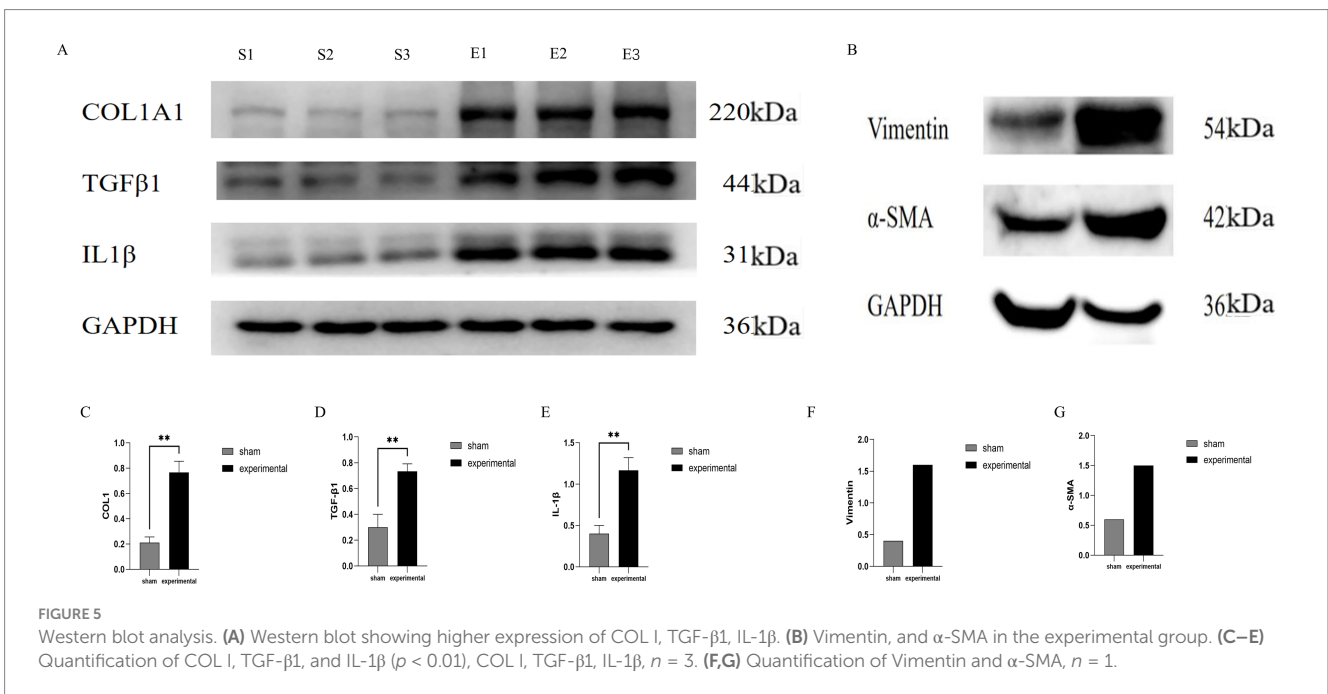 A
S1 S2 S3 E1 E2 E3
COL1A1 220kDa
TGFβ1 44kDa
IL1β 31kDa
GAPDH 36kDa
B
Vimentin 54kDa
α-SMA 42kDa
GAPDH 36kDa
C
COL1
1.0
0.8
0.6
0.4
0.2
0.0
**
sham experimental
sham
experimental
D
TGF-β1
1.0
0.8
0.6
0.4
0.2
0.0
**
sham experimental
sham
experimental
E
IL-1β
1.5
1.0
0.5
0.0
**
sham experimental
sham
experimental
F
Vimentin
2.0
1.5
1.0
0.5
0.0
sham experimental
sham
experimental
G
α-SMA
2.0
1.5
1.0
0.5
0.0
sham experimental
sham
experimental
FIGURE 5
Western blot analysis. (A) Western blot showing higher expression of COL I, TGF-β1, IL-1β. (B) Vimentin, and α-SMA in the experimental group. (C–E)
Quantification of COL I, TGF-β1, and IL-1β (p < 0.01), COL I, TGF-β1, IL-1β, n = 3. (F,G) Quantification of Vimentin and α-SMA, n = 1.